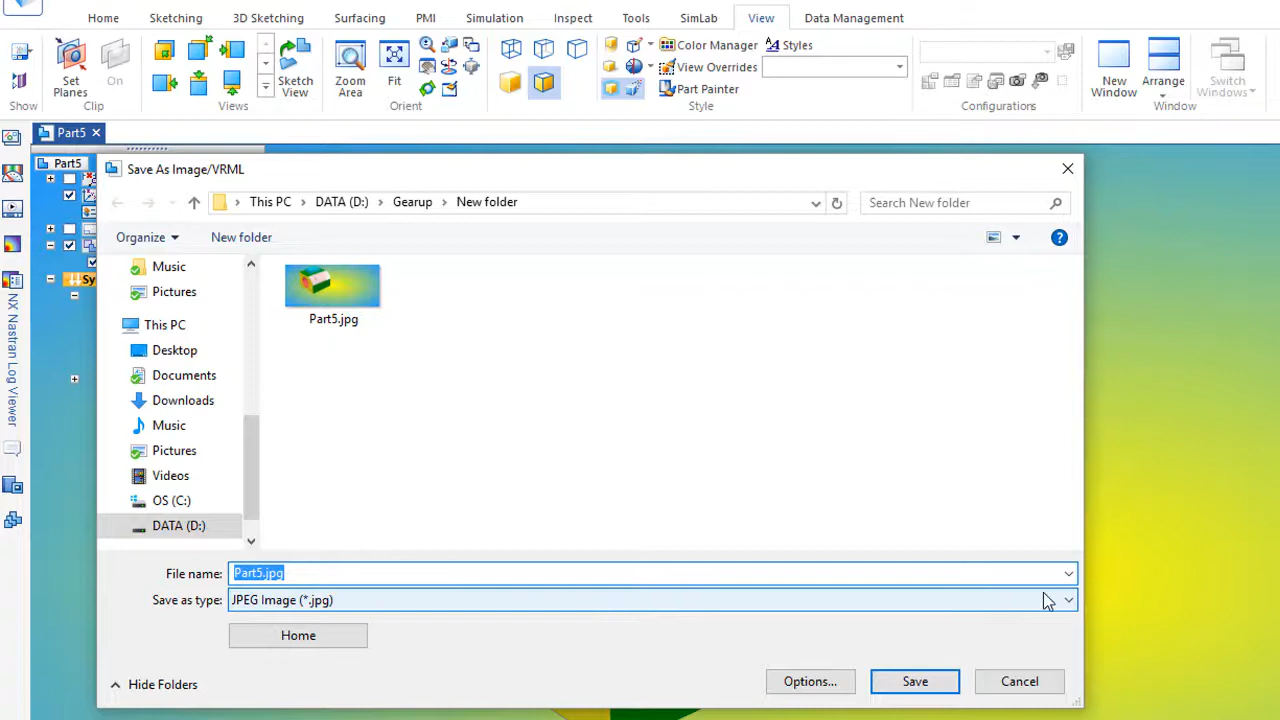 Home Sketching 3D Sketching Surfacing PMI Simulation Inspect Tools SimLab View Data Management
Set Planes
On
Sketch View
Zoom Area
Fit
Color Manager
Styles
View Overrides
Part Painter
New Window
Arrange
Switch Windows
Show Clip Views Orient Style Configurations Window
Part5
Part5
Sy
NX Nastran Log Viewer
Save As Image/VRML
This PC > DATA (D:) > Gearup > New folder
Search New folder
Organize
New folder
Music
Pictures
This PC
Desktop
Documents
Downloads
Music
Pictures
Videos
OS (C:)
DATA (D:)
Part5.jpg
File name: Part5.jpg
Save as type: JPEG Image (*.jpg)
Home
Hide Folders
Options...
Save
Cancel